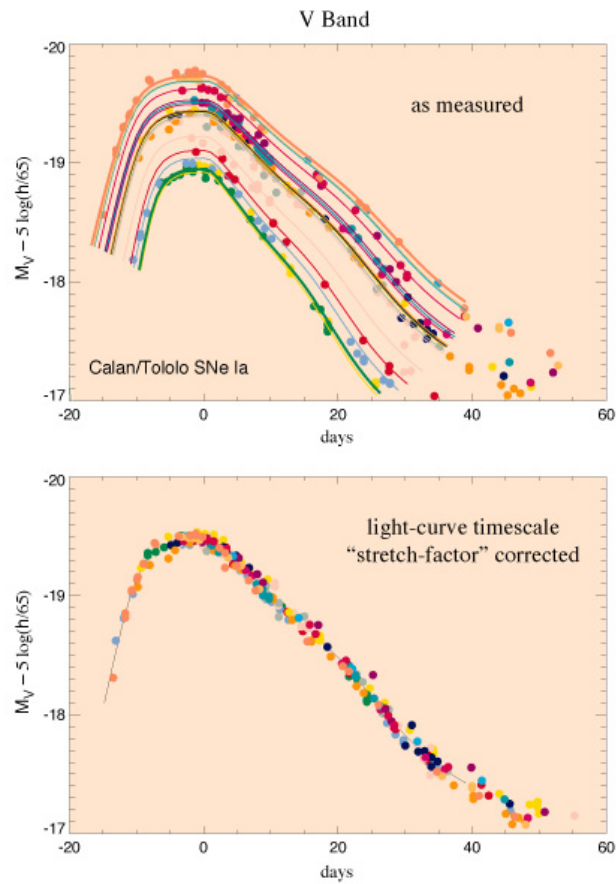 V Band
-20
as measured
-19
M_V – 5 log(h/65)
-18
Calan/Tololo SNe Ia
-17
-20 0 20 40 60
days
-20
light-curve timescale
“stretch-factor” corrected
-19
M_V – 5 log(h/65)
-18
-17
-20 0 20 40 60
days